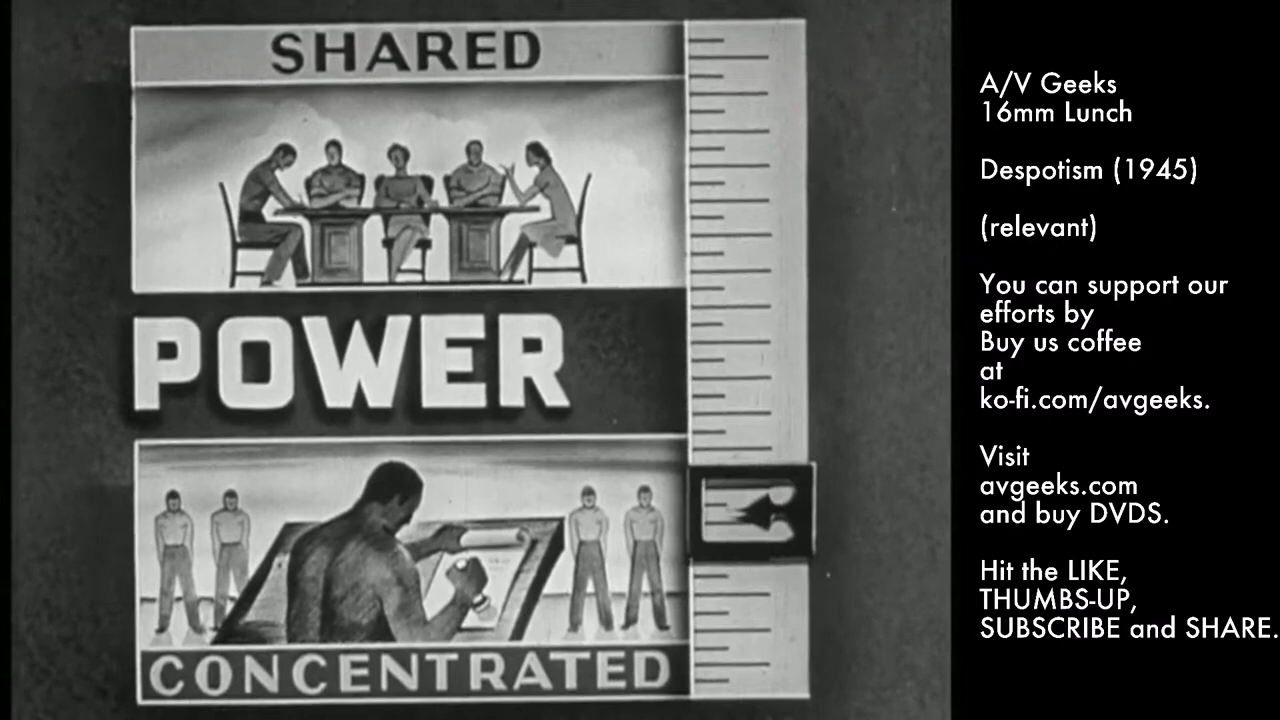 SHARED
POWER
CONCENTRATED
A/V Geeks
16mm Lunch
Despotism (1945)
(relevant)
You can support our
efforts by
Buy us coffee
at
ko-fi.com/avgeeks.
Visit
avgeeks.com
and buy DVDS.
Hit the LIKE,
THUMBS-UP,
SUBSCRIBE and SHARE.